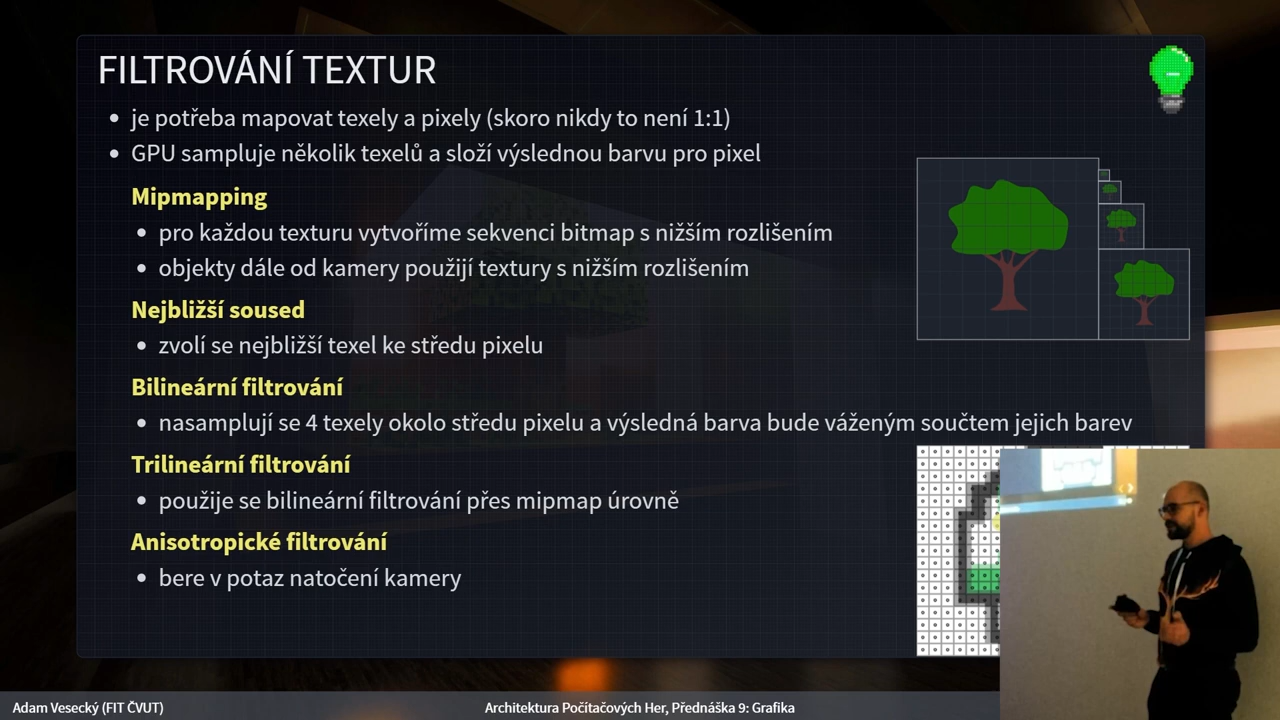 FILTROVÁNÍ TEXTUR
je potřeba mapovat texely a pixely (skoro nikdy to není 1:1)
GPU sampluje několik texelů a složí výslednou barvu pro pixel
Mipmapping
pro každou texturu vytvoříme sekvenci bitmap s nižším rozlišením
objekty dále od kamery použijí textury s nižším rozlišením
Nejbližší soused
zvolí se nejbližší texel ke středu pixelu
Bilineární filtrování
nasamplují se 4 texely okolo středu pixelu a výsledná barva bude váženým součtem jejich barev
Trilineární filtrování
použije se bilineární filtrování přes mipmap úrovně
Anisotropické filtrování
bere v potaz natočení kamery
Adam Vesecký (FIT ČVUT)
Architektura Počítačových Her, Přednáška 9: Grafika